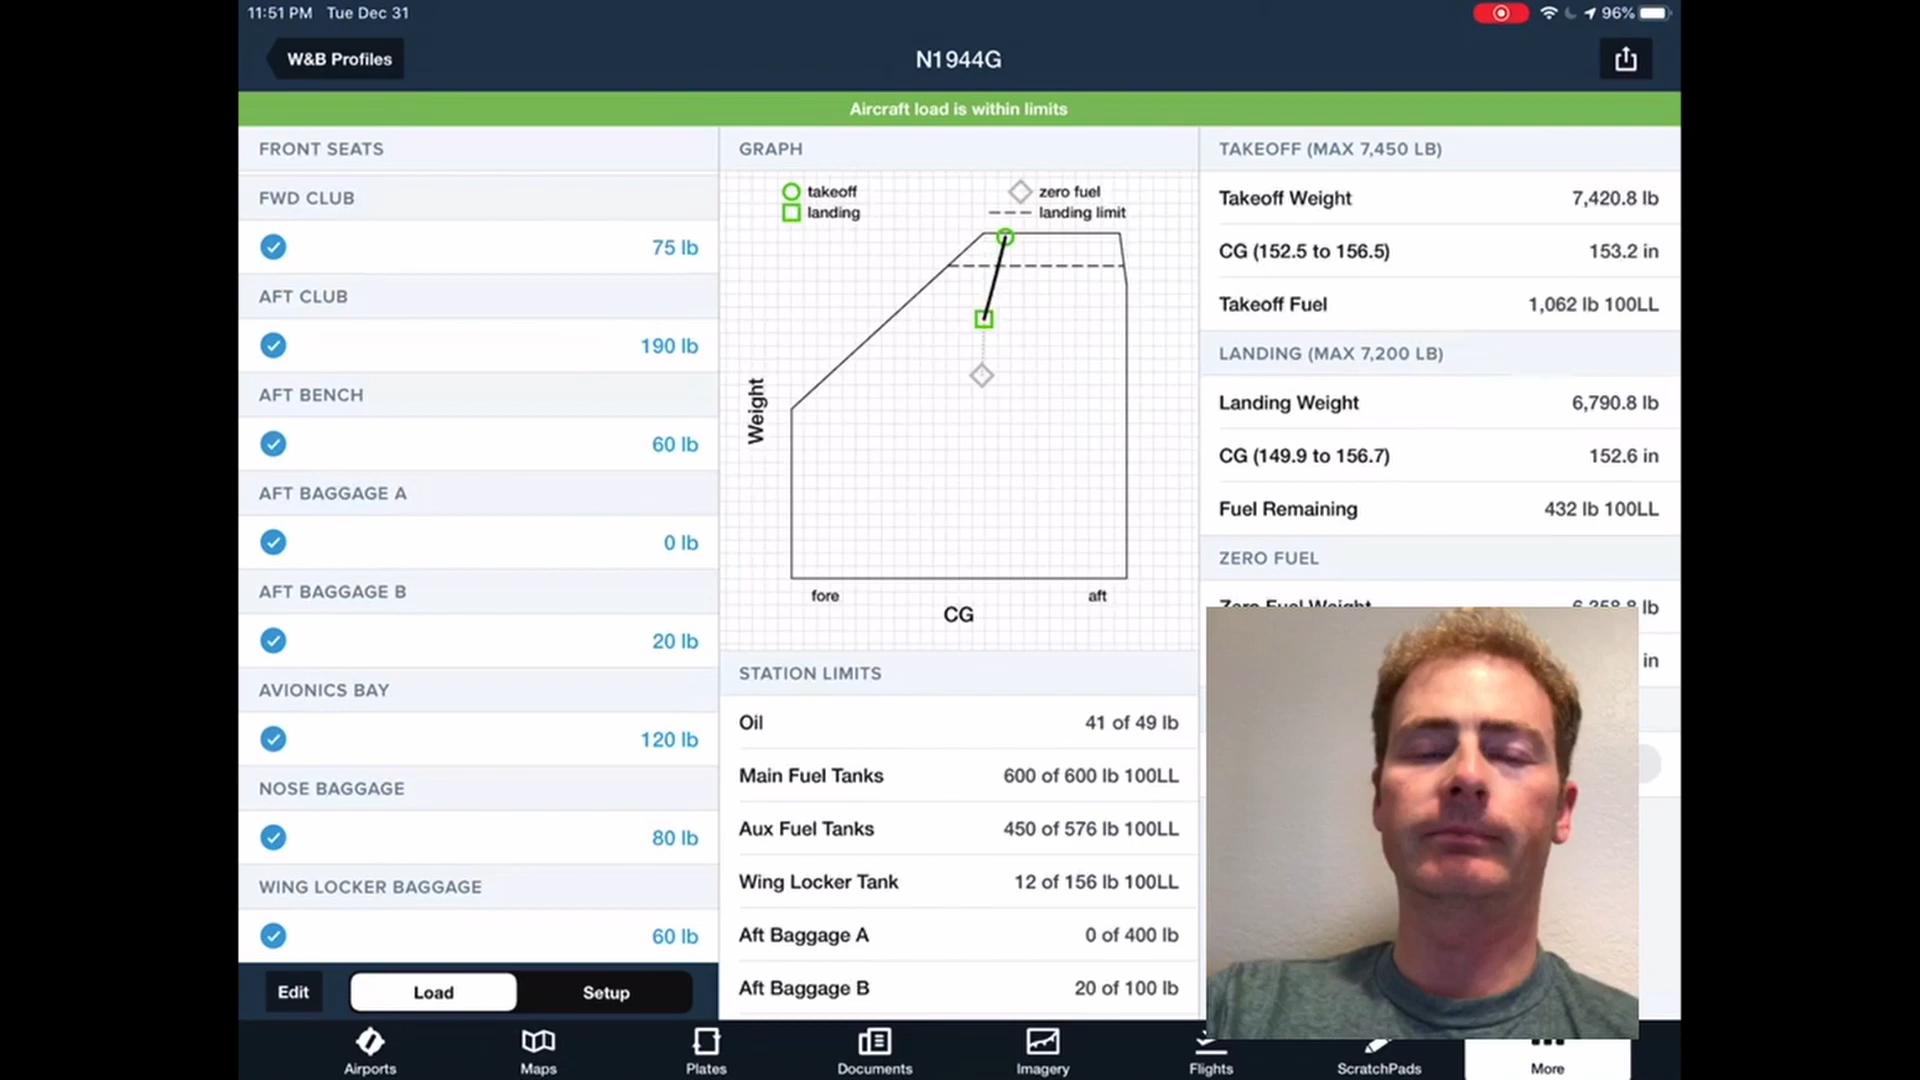 11:51 PM Tue Dec 31
96%
W&B Profiles
N1944G
Aircraft load is within limits
FRONT SEATS
FWD CLUB
75 lb
AFT CLUB
190 lb
AFT BENCH
60 lb
AFT BAGGAGE A
0 lb
AFT BAGGAGE B
20 lb
AVIONICS BAY
120 lb
NOSE BAGGAGE
80 lb
WING LOCKER BAGGAGE
60 lb
Edit
Load
Setup
GRAPH
takeoff
zero fuel
landing
landing limit
Weight
fore
aft
CG
STATION LIMITS
Oil 41 of 49 lb
Main Fuel Tanks 600 of 600 lb 100LL
Aux Fuel Tanks 450 of 576 lb 100LL
Wing Locker Tank 12 of 156 lb 100LL
Aft Baggage A 0 of 400 lb
Aft Baggage B 20 of 100 lb
TAKEOFF (MAX 7,450 LB)
Takeoff Weight 7,420.8 lb
CG (152.5 to 156.5) 153.2 in
Takeoff Fuel 1,062 lb 100LL
LANDING (MAX 7,200 LB)
Landing Weight 6,790.8 lb
CG (149.9 to 156.7) 152.6 in
Fuel Remaining 432 lb 100LL
ZERO FUEL
Zero Fuel Weight 6,358.8 lb
in
Airports
Maps
Plates
Documents
Imagery
Flights
ScratchPads
More